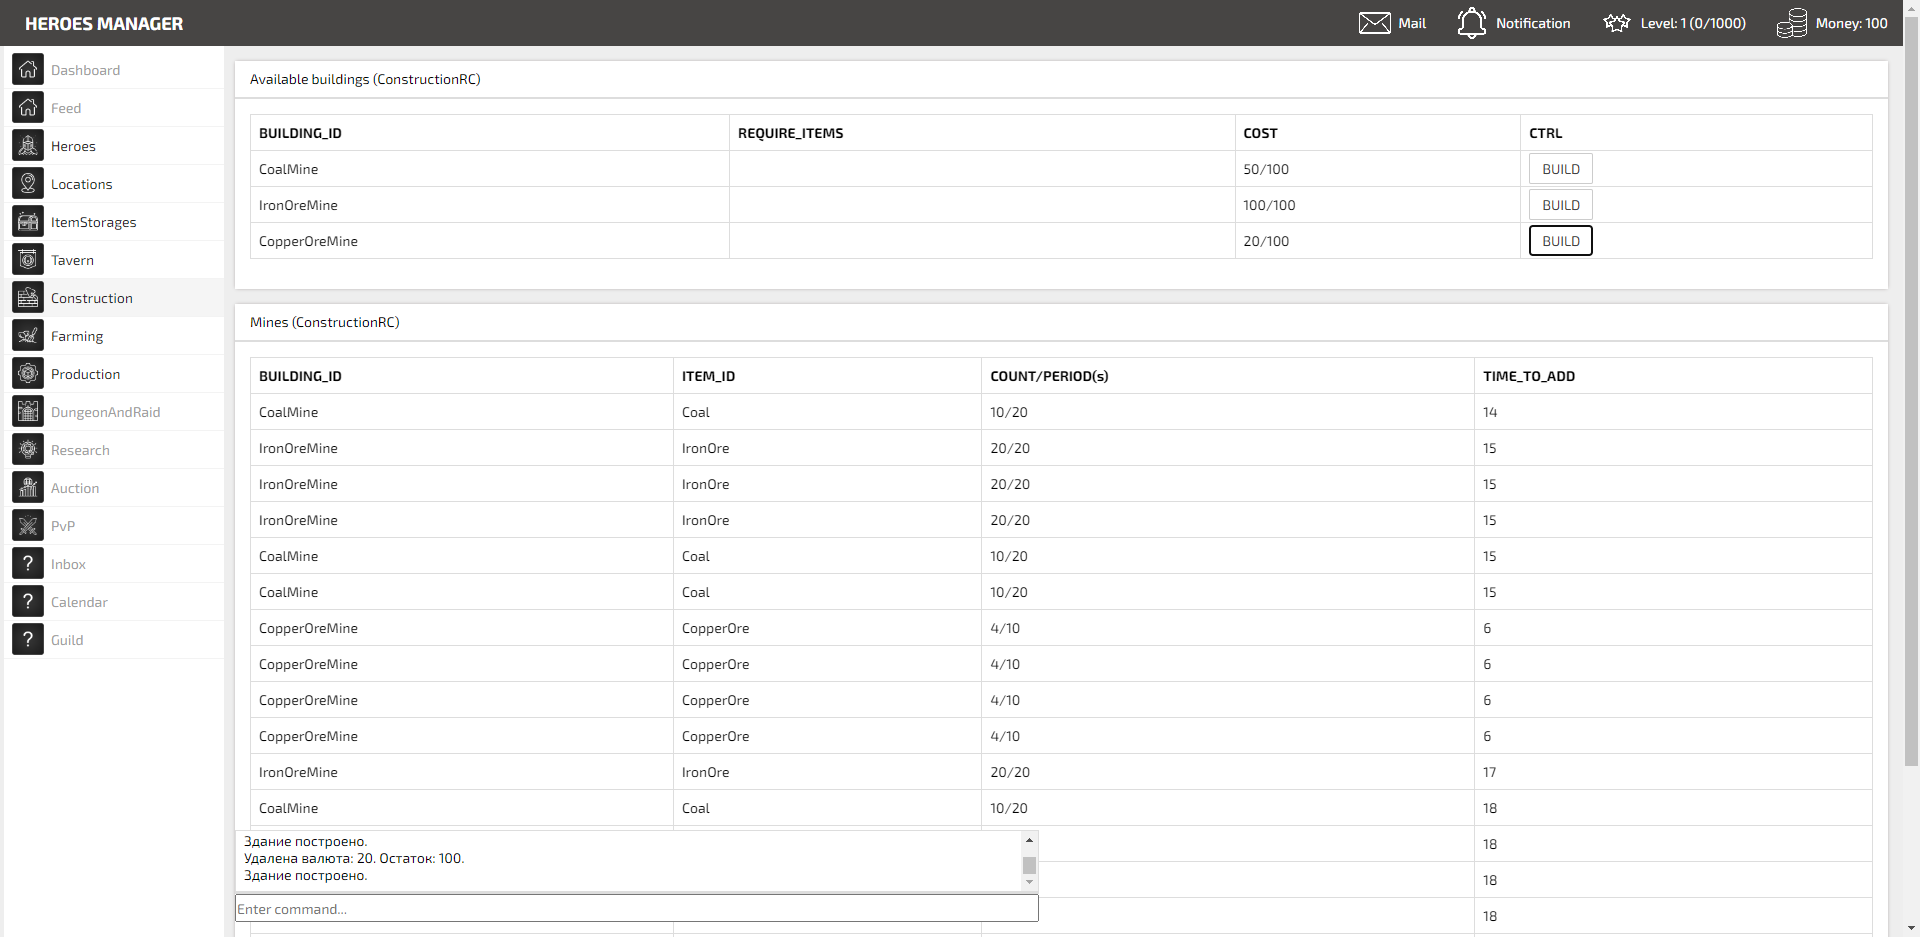 HEROES MANAGER
Mail
Notification
Level: 1 (0/1000)
Money: 100
Dashboard
Feed
Heroes
Locations
ItemStorages
Tavern
Construction
Farming
Production
DungeonAndRaid
Research
Auction
PvP
? Inbox
? Calendar
? Guild
Available buildings (ConstructionRC)
BUILDING_ID REQUIRE_ITEMS COST CTRL
CoalMine 50/100 BUILD
IronOreMine 100/100 BUILD
CopperOreMine 20/100 BUILD
Mines (ConstructionRC)
BUILDING_ID ITEM_ID COUNT/PERIOD(s) TIME_TO_ADD
CoalMine Coal 10/20 14
IronOreMine IronOre 20/20 15
IronOreMine IronOre 20/20 15
IronOreMine IronOre 20/20 15
CoalMine Coal 10/20 15
CoalMine Coal 10/20 15
CopperOreMine CopperOre 4/10 6
CopperOreMine CopperOre 4/10 6
CopperOreMine CopperOre 4/10 6
CopperOreMine CopperOre 4/10 6
IronOreMine IronOre 20/20 17
CoalMine Coal 10/20 18
18
18
18
Здание построено.
Удалена валюта: 20. Остаток: 100.
Здание построено.
Enter command...